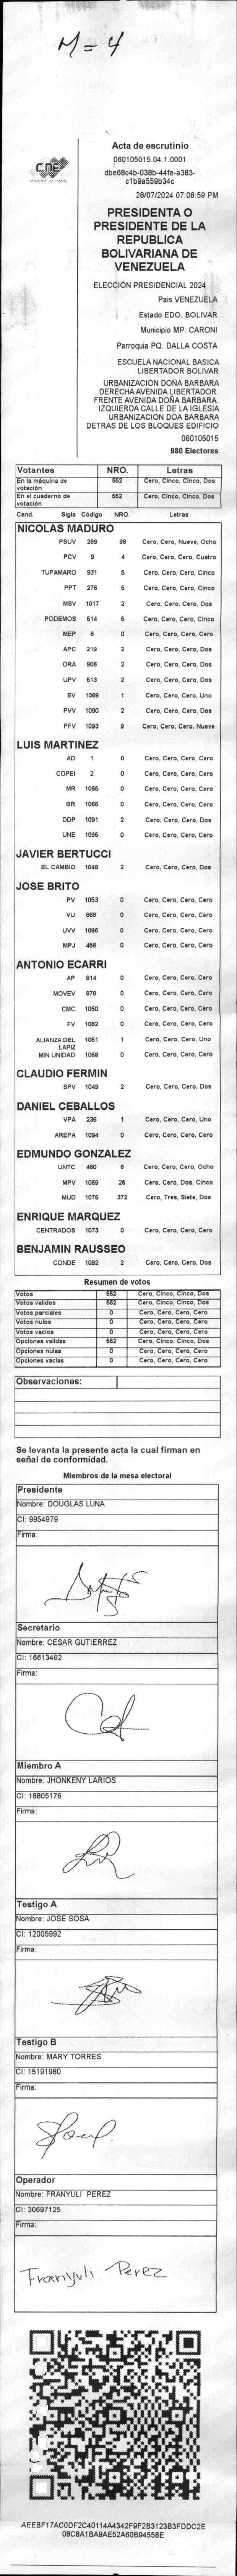 M = 4
CNE
Acta de escrutinio
060105015.04.1.0001
dbe68c4b-038b-44fe-a383-
c1b9a559b34c
28/07/2024 07:08:59 PM
PRESIDENTA O
PRESIDENTE DE LA
REPUBLICA
BOLIVARIANA DE
VENEZUELA
ELECCIÓN PRESIDENCIAL 2024
Pais VENEZUELA
Estado EDO. BOLIVAR
Municipio MP. CARONI
Parroquia PQ. DALLA COSTA
ESCUELA NACIONAL BASICA
LIBERTADOR BOLIVAR
URBANIZACION DOÑA BARBARA
DERECHA AVENIDA LIBERTADOR.
FRENTE AVENIDA DOÑA BARBARA.
IZQUIERDA CALLE DE LA IGLESIA
URBANIZACION DOA BARBARA
DETRAS DE LOS BLOQUES EDIFICIO
060105015
980 Electores
Votantes NRO. Letras
En la máquina de votación 552 Cero, Cinco, Cinco, Dos
En el cuaderno de votación 552 Cero, Cinco, Cinco, Dos
Cand. Sigla Código NRO. Letras
NICOLAS MADURO
PSUV 269 98 Cero, Cero, Nueve, Ocho
PCV 9 4 Cero, Cero, Cero, Cuatro
TUPAMARO 931 5 Cero, Cero, Cero, Cinco
PPT 276 5 Cero, Cero, Cero, Cinco
MSV 1017 2 Cero, Cero, Cero, Dos
PODEMOS 514 5 Cero, Cero, Cero, Cinco
MEP 6 0 Cero, Cero, Cero, Cero
APC 219 2 Cero, Cero, Cero, Dos
ORA 906 2 Cero, Cero, Cero, Dos
UPV 513 2 Cero, Cero, Cero, Dos
EV 1089 1 Cero, Cero, Cero, Uno
PVV 1090 2 Cero, Cero, Cero, Dos
PFV 1093 9 Cero, Cero, Cero, Nueve
LUIS MARTINEZ
AD 1 0 Cero, Cero, Cero, Cero
COPEI 2 0 Cero, Cero, Cero, Cero
MR 1065 0 Cero, Cero, Cero, Cero
BR 1066 0 Cero, Cero, Cero, Cero
DDP 1091 2 Cero, Cero, Cero, Dos
UNE 1095 0 Cero, Cero, Cero, Cero
JAVIER BERTUCCI
EL CAMBIO 1048 2 Cero, Cero, Cero, Dos
JOSE BRITO
PV 1053 0 Cero, Cero, Cero, Cero
VU 868 0 Cero, Cero, Cero, Cero
UVV 1096 0 Cero, Cero, Cero, Cero
MPJ 458 0 Cero, Cero, Cero, Cero
ANTONIO ECARRI
AP 914 0 Cero, Cero, Cero, Cero
MOVEV 878 0 Cero, Cero, Cero, Cero
CMC 1050 0 Cero, Cero, Cero, Cero
FV 1062 0 Cero, Cero, Cero, Cero
ALIANZA DEL LAPIZ 1051 1 Cero, Cero, Cero, Uno
MIN UNIDAD 1068 0 Cero, Cero, Cero, Cero
CLAUDIO FERMIN
SPV 1049 2 Cero, Cero, Cero, Dos
DANIEL CEBALLOS
VPA 236 1 Cero, Cero, Cero, Uno
AREPA 1094 0 Cero, Cero, Cero, Cero
EDMUNDO GONZALEZ
UNTC 460 8 Cero, Cero, Cero, Ocho
MPV 1069 25 Cero, Cero, Dos, Cinco
MUD 1075 372 Cero, Tres, Siete, Dos
ENRIQUE MARQUEZ
CENTRADOS 1073 0 Cero, Cero, Cero, Cero
BENJAMIN RAUSSEO
CONDE 1092 2 Cero, Cero, Cero, Dos
Resumen de votos
Votos 552 Cero, Cinco, Cinco, Dos
Votos validos 552 Cero, Cinco, Cinco, Dos
Votos parciales 0 Cero, Cero, Cero, Cero
Votos nulos 0 Cero, Cero, Cero, Cero
Votos vacíos 0 Cero, Cero, Cero, Cero
Opciones validas 552 Cero, Cinco, Cinco, Dos
Opciones nulas 0 Cero, Cero, Cero, Cero
Opciones vacias 0 Cero, Cero, Cero, Cero
Observaciones:
Se levanta la presente acta la cual firman en
señal de conformidad.
Miembros de la mesa electoral
Presidente
Nombre: DOUGLAS LUNA
CI: 9954979
Firma:
Secretario
Nombre: CESAR GUTIERREZ
CI: 16613492
Firma:
Miembro A
Nombre: JHONKENY LARIOS
CI: 18805176
Firma:
Testigo A
Nombre: JOSE SOSA
CI: 12005992
Firma:
Testigo B
Nombre: MARY TORRES
CI: 15191980
Firma:
Operador
Nombre: FRANYULI PEREZ
CI: 30697125
Firma:
Franyuli Perez
AEEBF17AC0DF2C40114A4342F9F2B3123B3FDDC2E
08C8A1BA9AE52A60B94558E